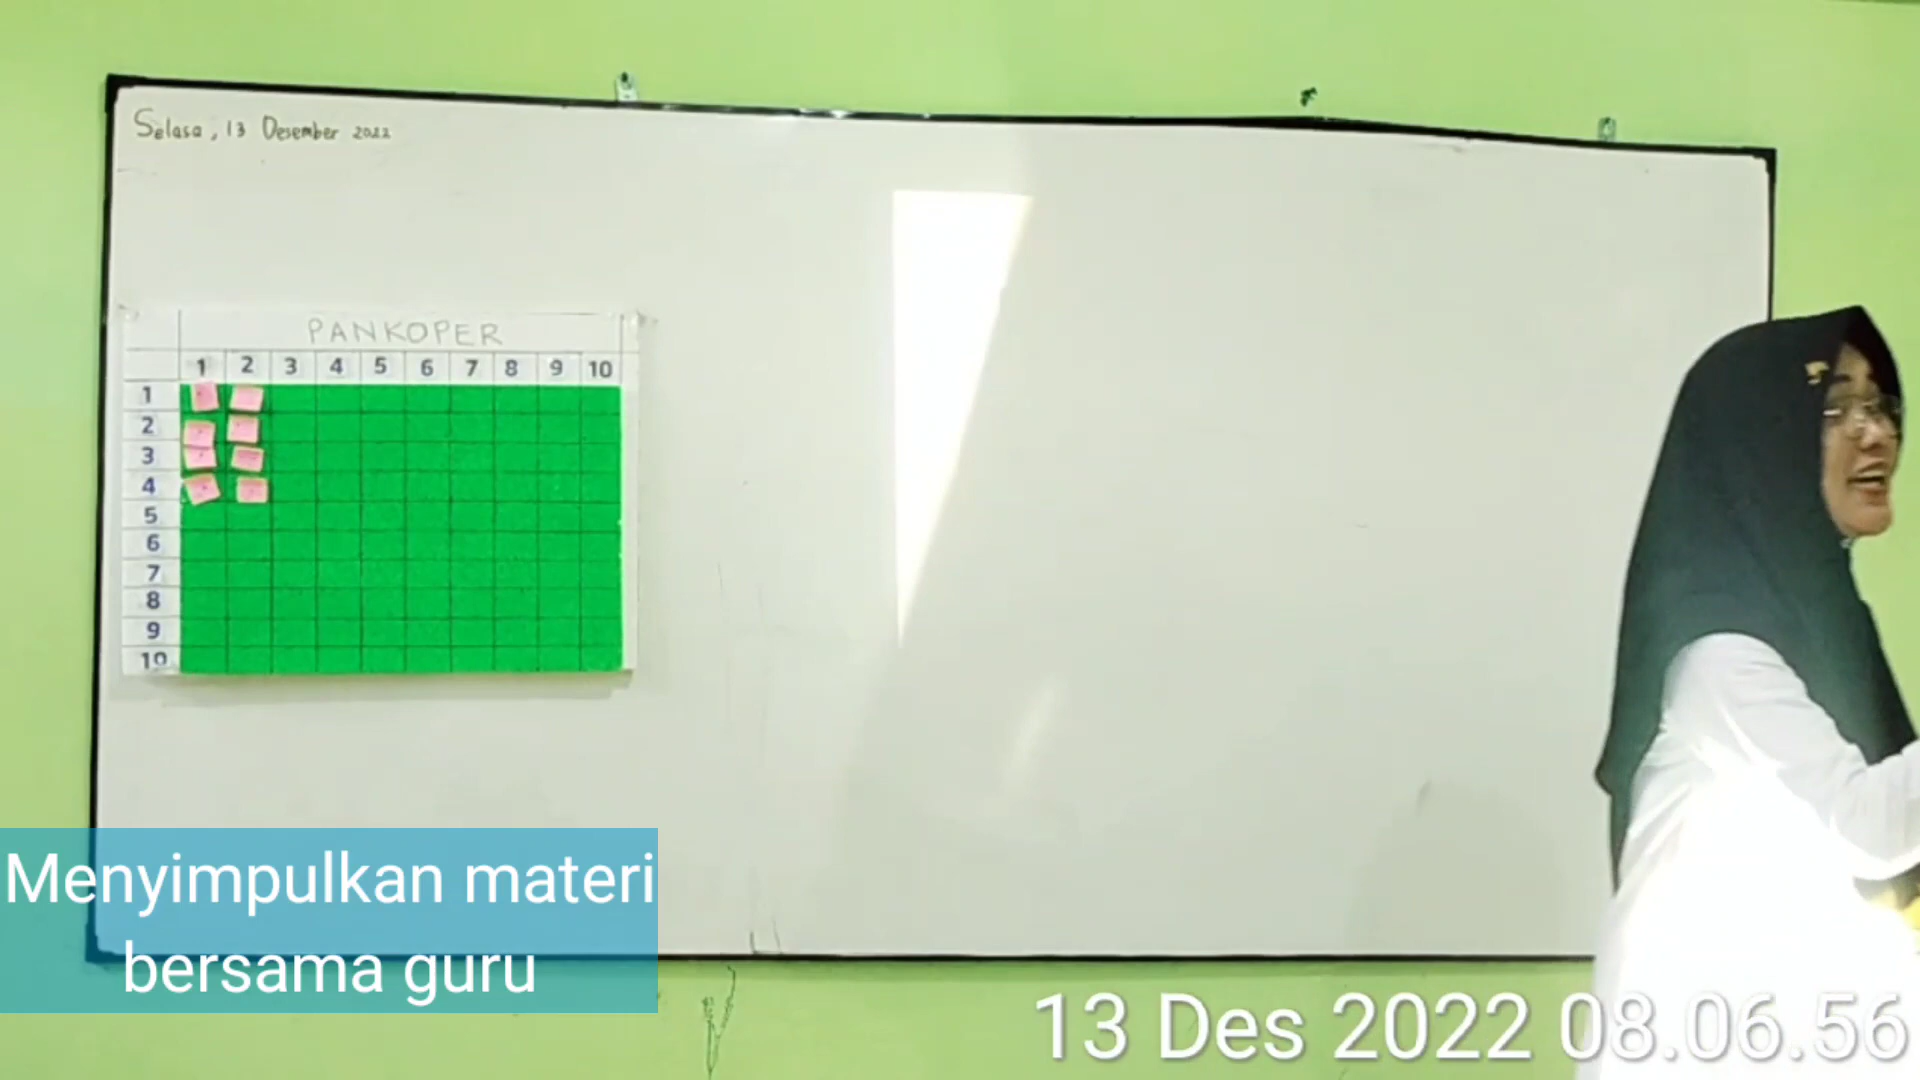 Selasa, 13 Desember 2022
PANKOPER
1 2 3 4 5 6 7 8 9 10
1
2
3
4
5
6
7
8
9
10
Menyimpulkan materi
bersama guru
13 Des 2022 08.06.56